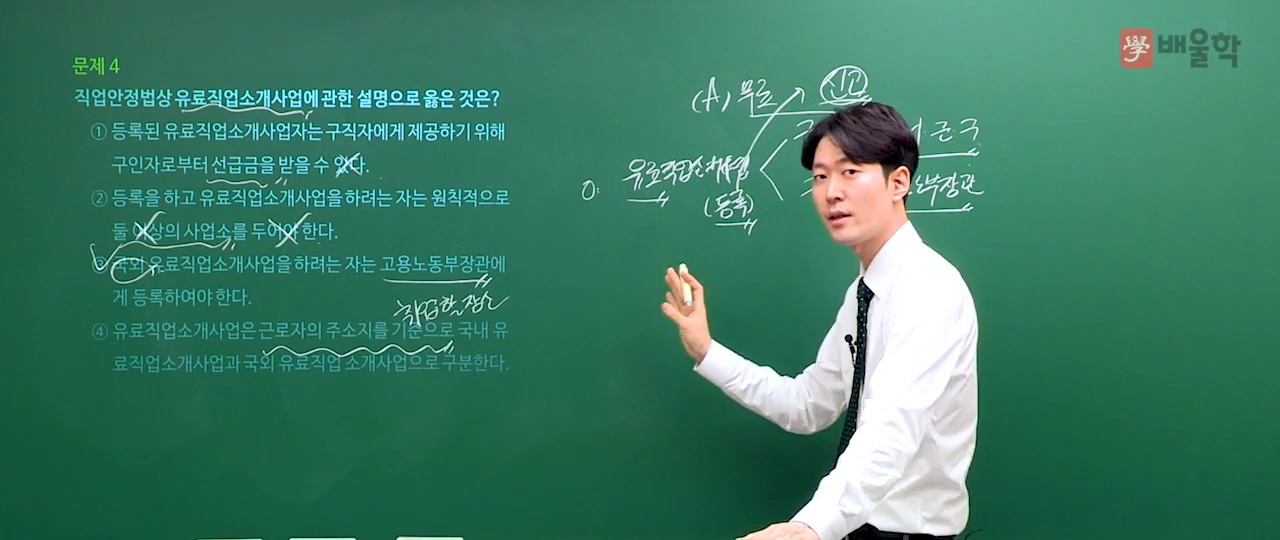 學 배울학
문제 4
직업안정법상 유료직업소개사업에 관한 설명으로 옳은 것은?
① 등록된 유료직업소개사업자는 구직자에게 제공하기 위해
구인자로부터 선급금을 받을 수 있다.
② 등록을 하고 유료직업소개사업을 하려는 자는 원칙적으로
둘 이상의 사업소를 두어야 한다.
③ 국외 유료직업소개사업을 하려는 자는 고용노동부장관에
게 등록하여야 한다.
취업할 장소
④ 유료직업소개사업은 근로자의 주소지를 기준으로 국내 유
료직업소개사업과 국외 유료직업 소개사업으로 구분한다.
(A) 무료 신고
유료직업소개사업
(등록)
부장관